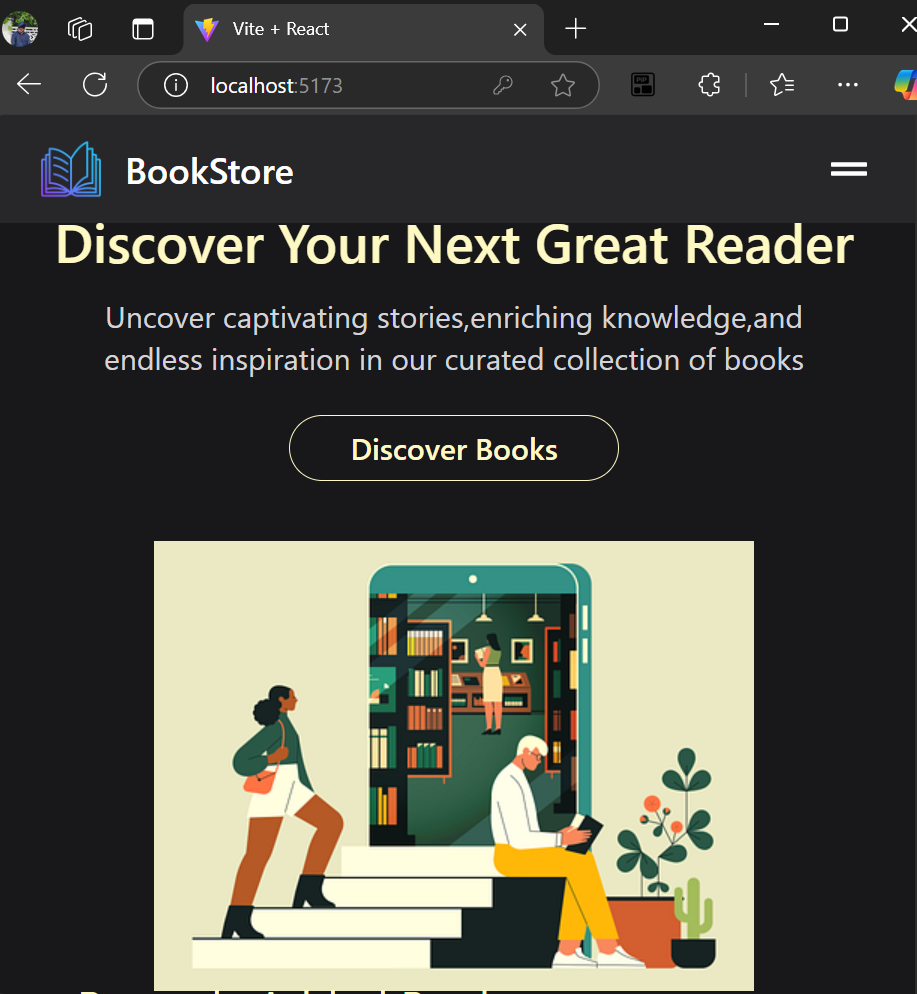 Vite + React
localhost:5173
BookStore
Discover Your Next Great Reader
Uncover captivating stories,enriching knowledge,and
endless inspiration in our curated collection of books
Discover Books